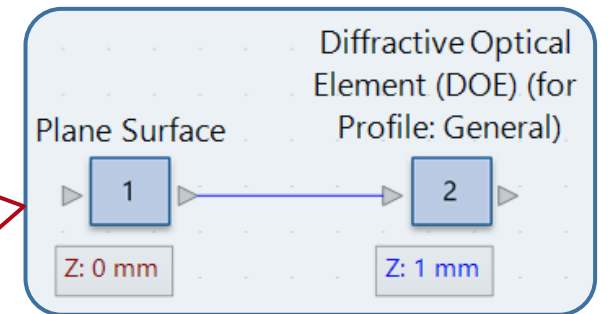 Diffractive Optical
Element (DOE) (for
Profile: General)
Plane Surface
1
2
Z: 0 mm
Z: 1 mm